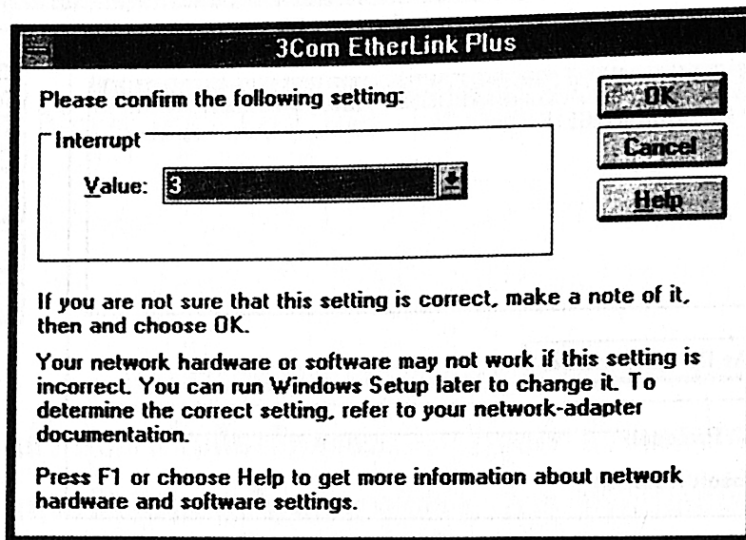 3Com EtherLink Plus
Please confirm the following setting:
OK
Interrupt
Cancel
Value: 3
Help
If you are not sure that this setting is correct, make a note of it,
then and choose OK.
Your network hardware or software may not work if this setting is
incorrect. You can run Windows Setup later to change it. To
determine the correct setting, refer to your network-adapter
documentation.
Press F1 or choose Help to get more information about network
hardware and software settings.